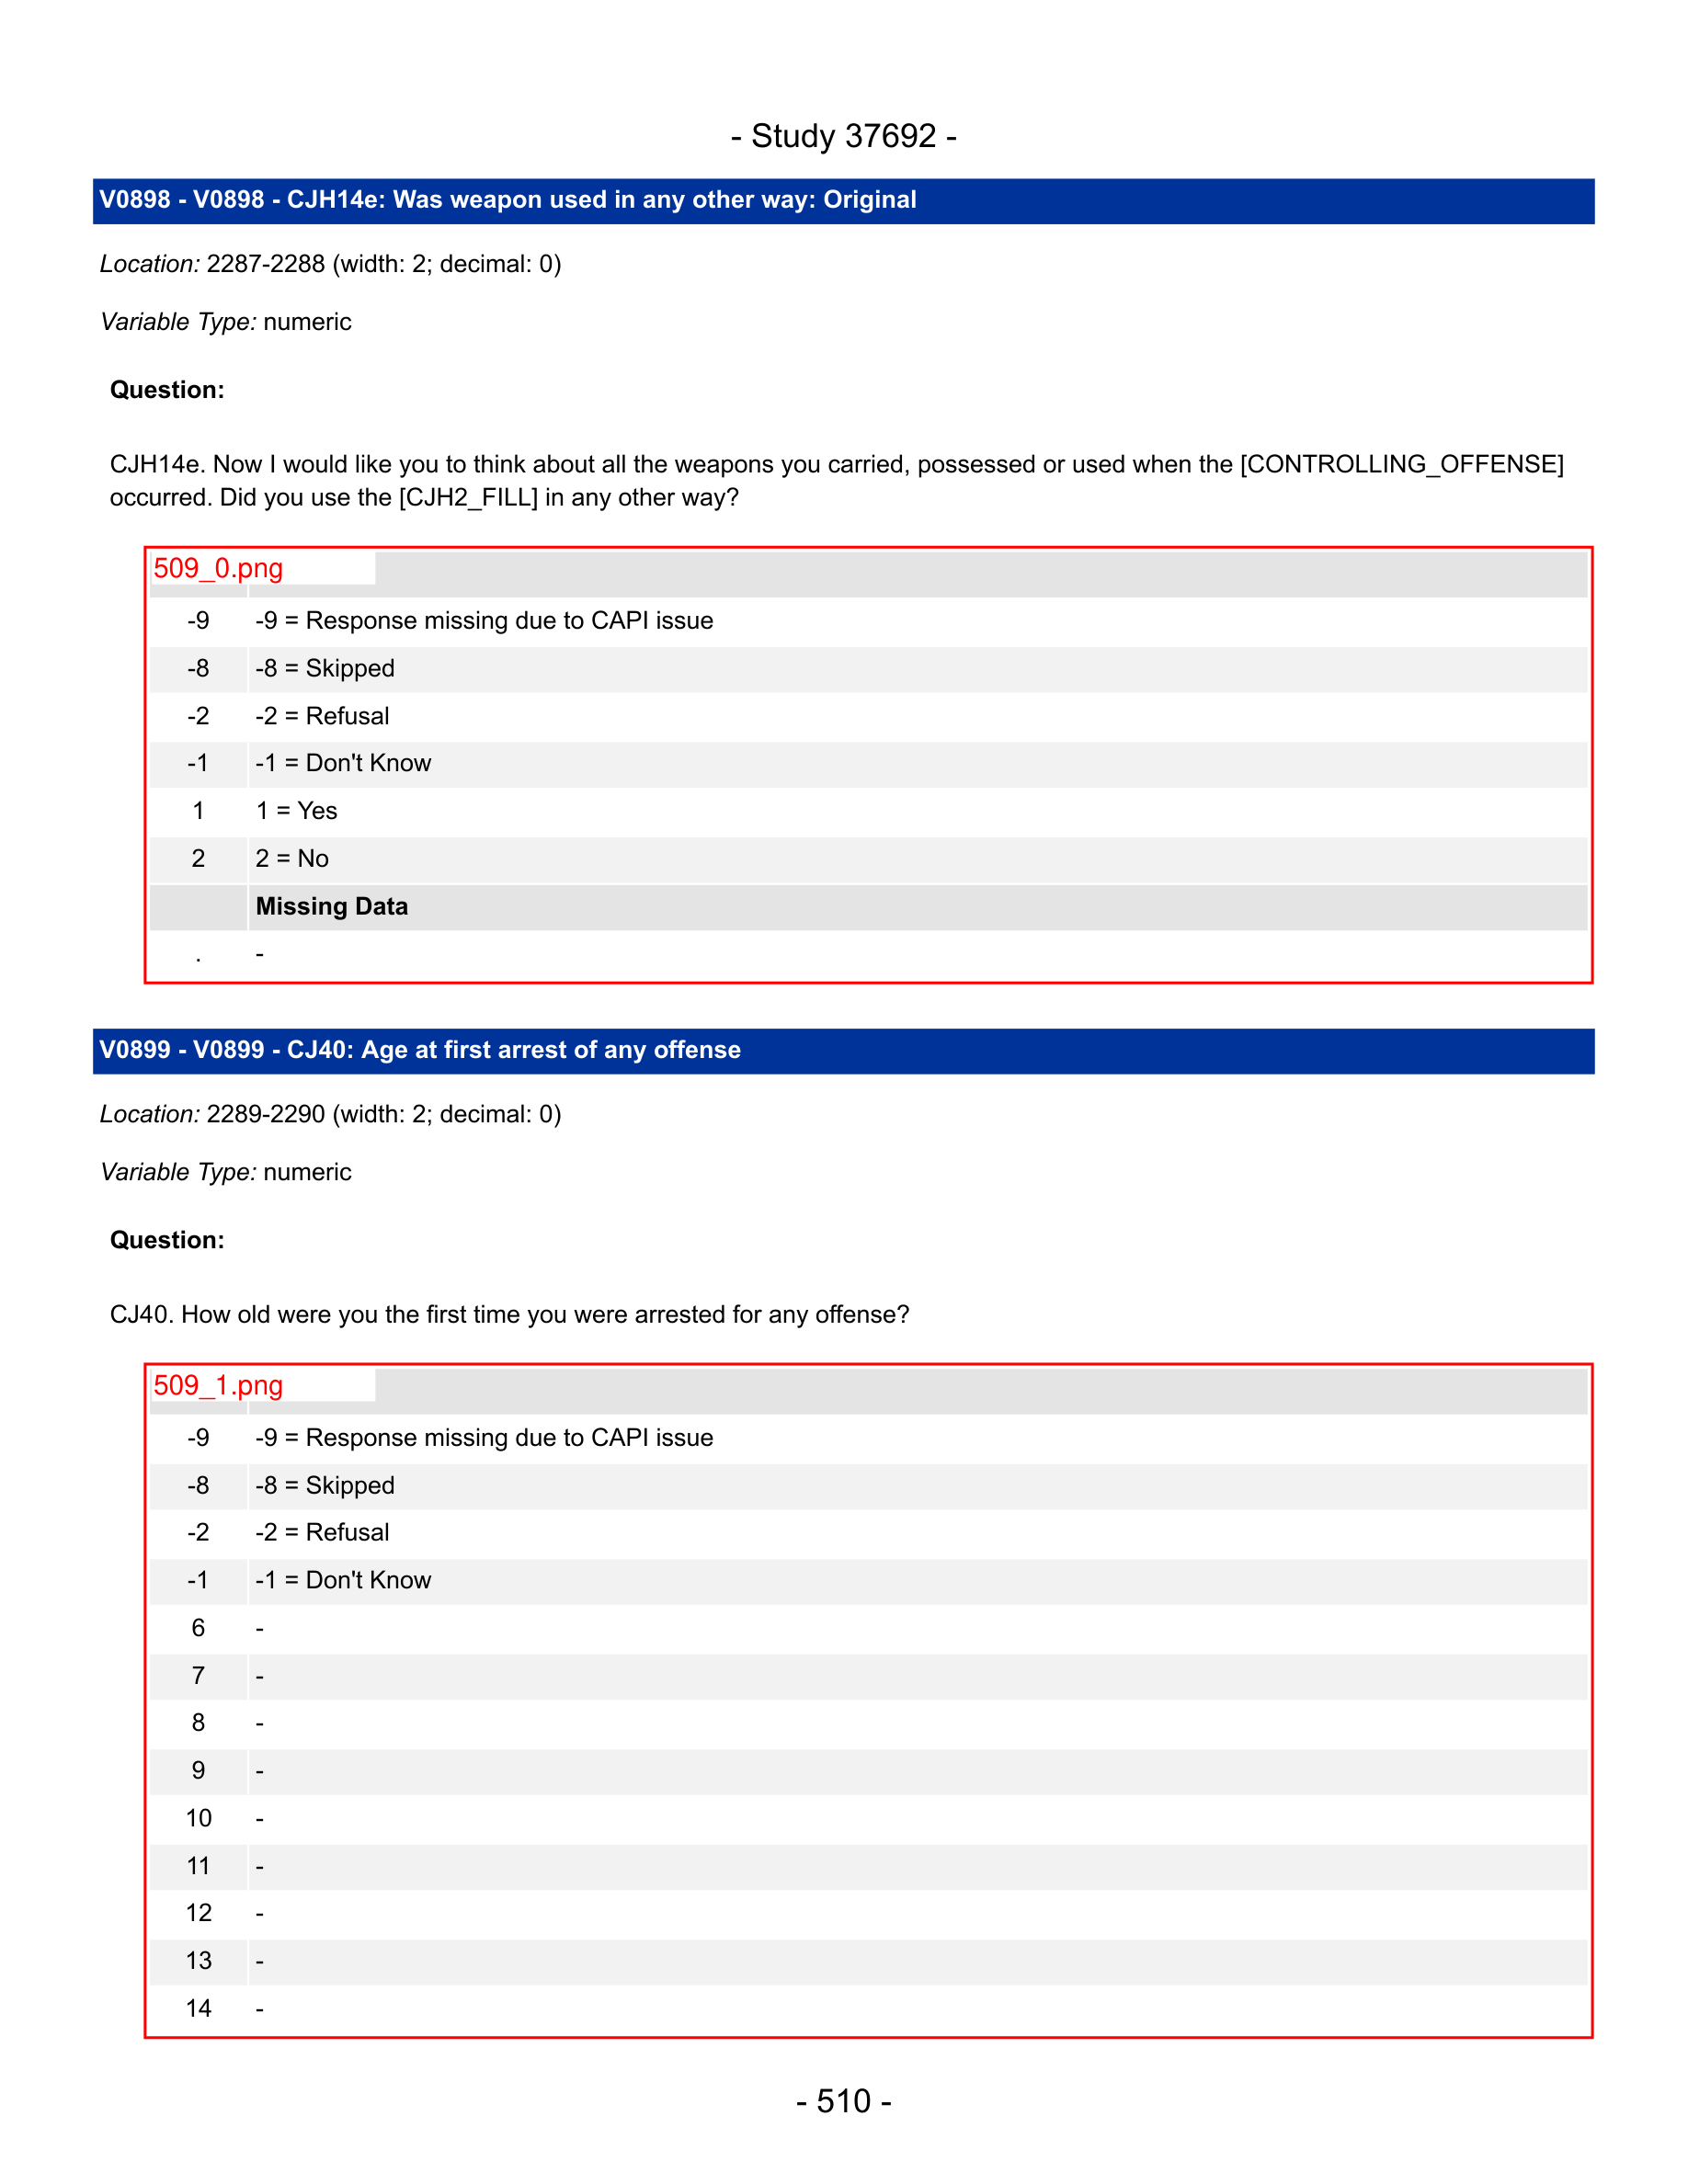 - Study 37692 -
V0898 - V0898 - CJH14e: Was weapon used in any other way: Original
Location: 2287-2288 (width: 2; decimal: 0)
Variable Type: numeric
Question:
CJH14e. Now I would like you to think about all the weapons you carried, possessed or used when the [CONTROLLING_OFFENSE]
occurred. Did you use the [CJH2_FILL] in any other way?
509_0.png
-9 -9 = Response missing due to CAPI issue
-8 -8 = Skipped
-2 -2 = Refusal
-1 -1 = Don't Know
1 1 = Yes
2 2 = No
Missing Data
. -
V0899 - V0899 - CJ40: Age at first arrest of any offense
Location: 2289-2290 (width: 2; decimal: 0)
Variable Type: numeric
Question:
CJ40. How old were you the first time you were arrested for any offense?
509_1.png
-9 -9 = Response missing due to CAPI issue
-8 -8 = Skipped
-2 -2 = Refusal
-1 -1 = Don't Know
6 -
7 -
8 -
9 -
10 -
11 -
12 -
13 -
14 -
- 510 -